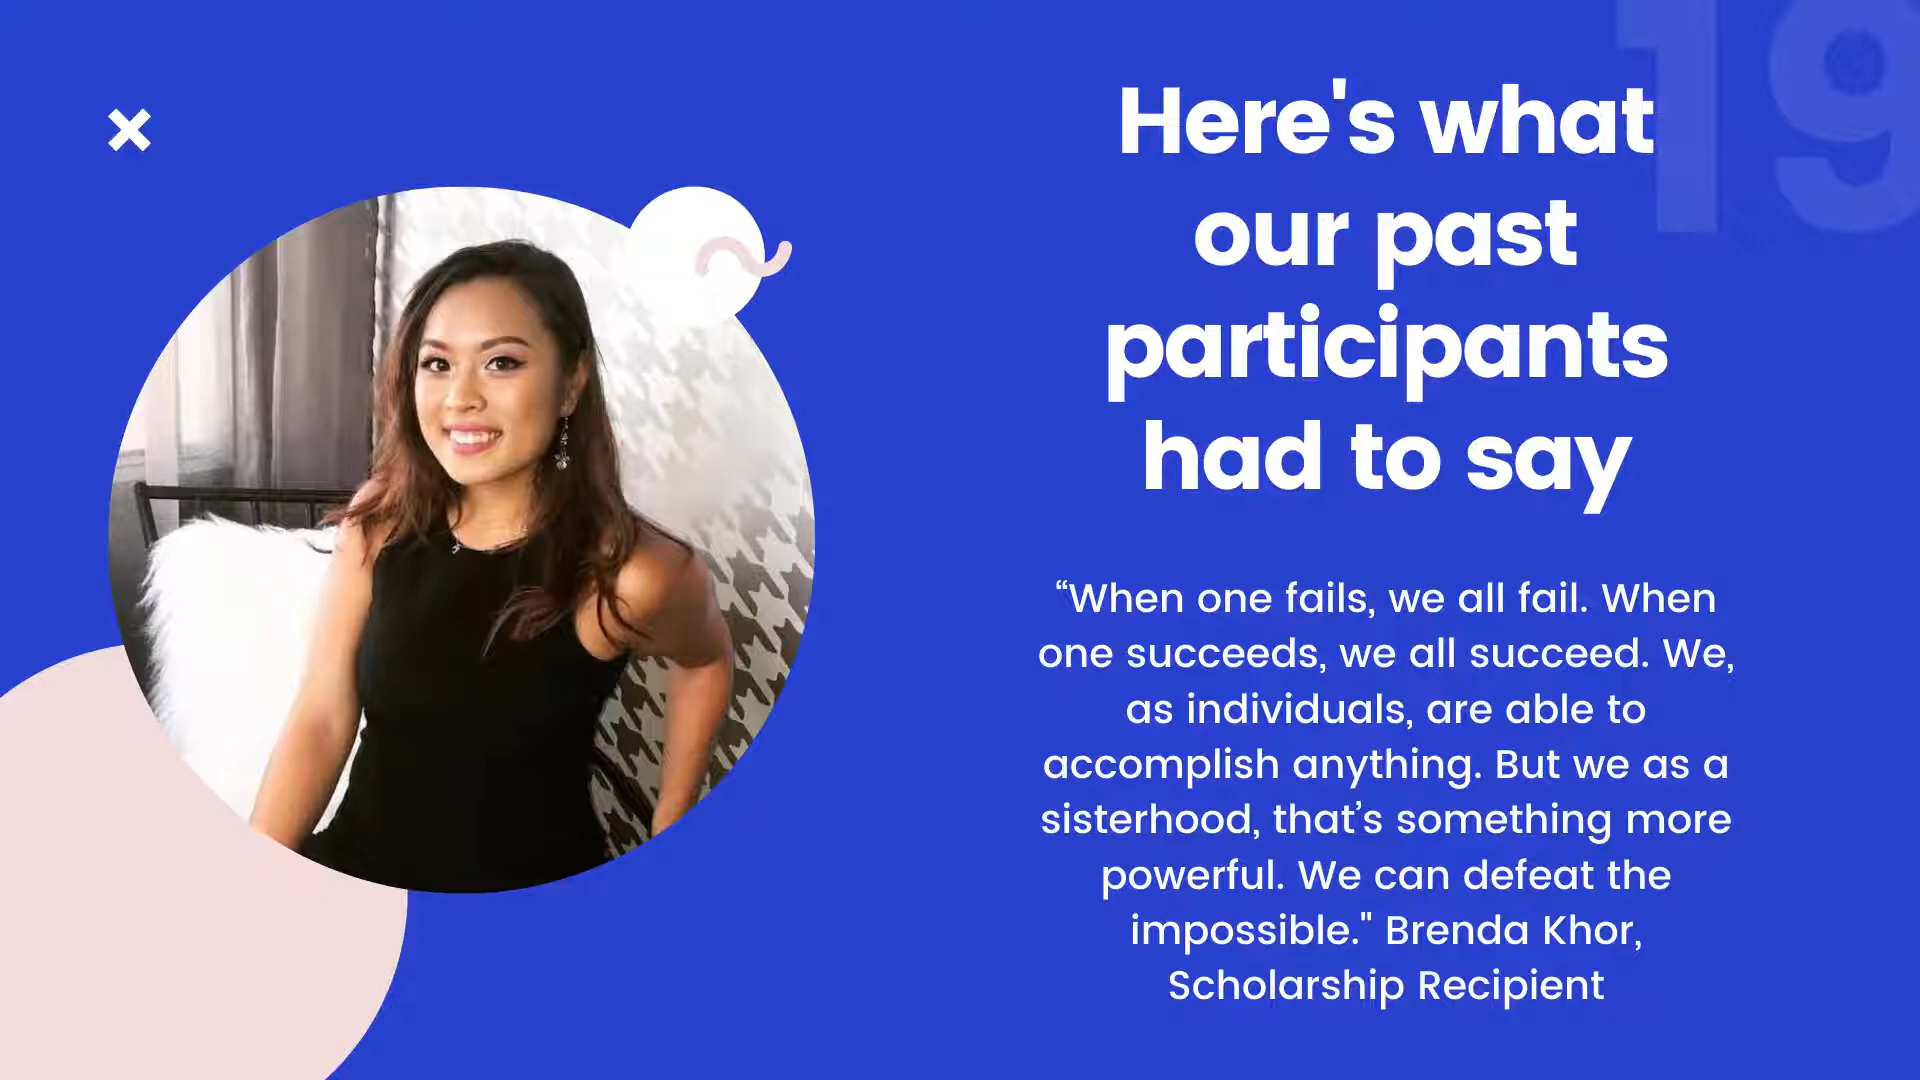 19
Here's what
our past
participants
had to say
“When one fails, we all fail. When
one succeeds, we all succeed. We,
as individuals, are able to
accomplish anything. But we as a
sisterhood, that’s something more
powerful. We can defeat the
impossible." Brenda Khor,
Scholarship Recipient